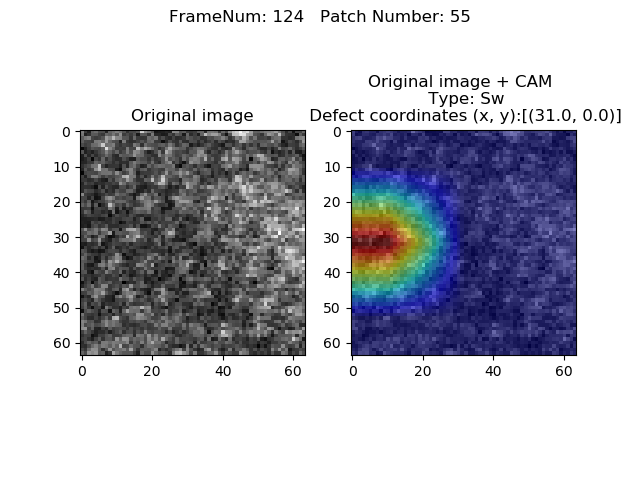 FrameNum: 124   Patch Number: 55
Original image
0
10
20
30
40
50
60
0 20 40 60
Original image + CAM
Type: Sw
Defect coordinates (x, y):[(31.0, 0.0)]
0
10
20
30
40
50
60
0 20 40 60